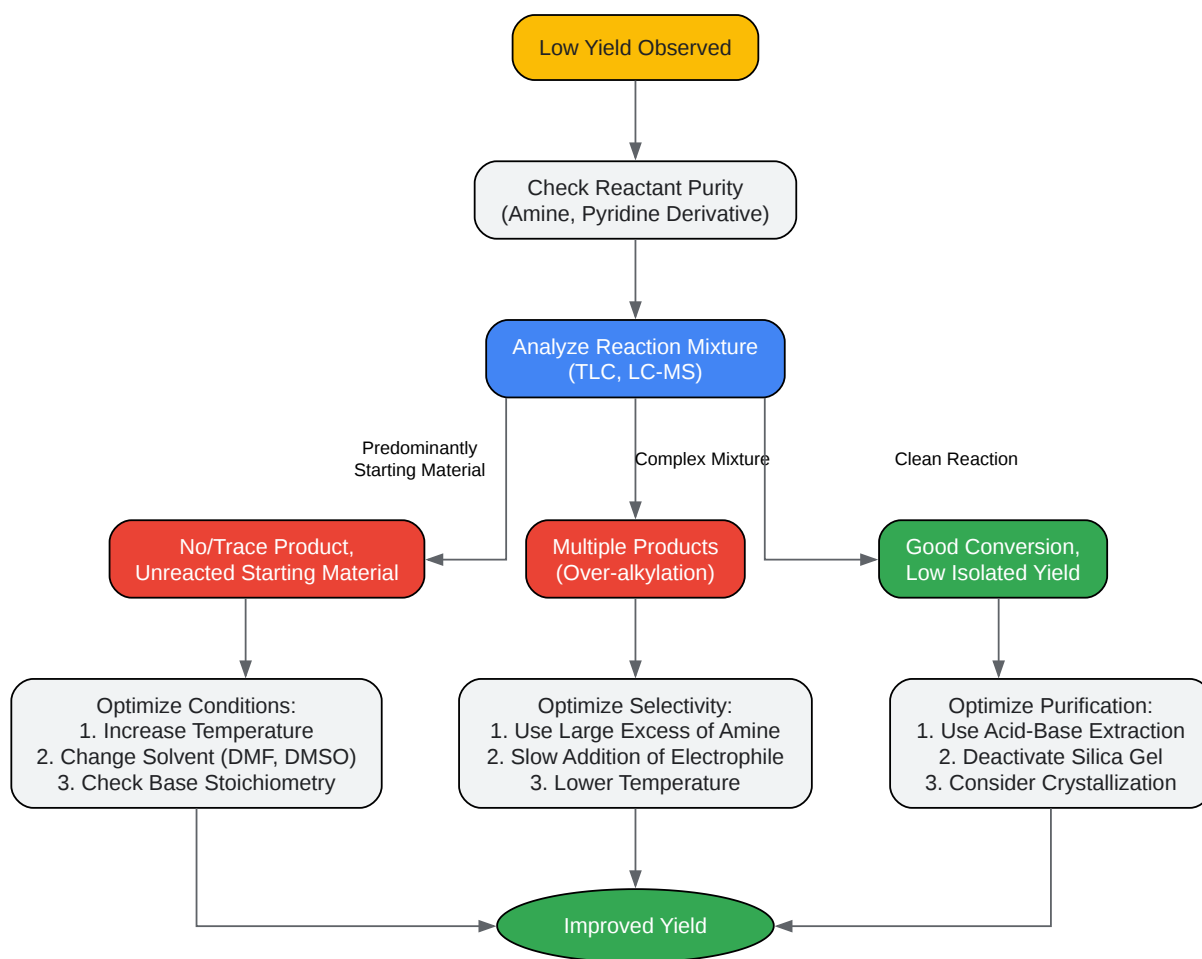 Low Yield Observed
Check Reactant Purity
(Amine, Pyridine Derivative)
Analyze Reaction Mixture
(TLC, LC-MS)
Predominantly
Starting Material
Complex Mixture
Clean Reaction
No/Trace Product,
Unreacted Starting Material
Multiple Products
(Over-alkylation)
Good Conversion,
Low Isolated Yield
Optimize Conditions:
1. Increase Temperature
2. Change Solvent (DMF, DMSO)
3. Check Base Stoichiometry
Optimize Selectivity:
1. Use Large Excess of Amine
2. Slow Addition of Electrophile
3. Lower Temperature
Optimize Purification:
1. Use Acid-Base Extraction
2. Deactivate Silica Gel
3. Consider Crystallization
Improved Yield